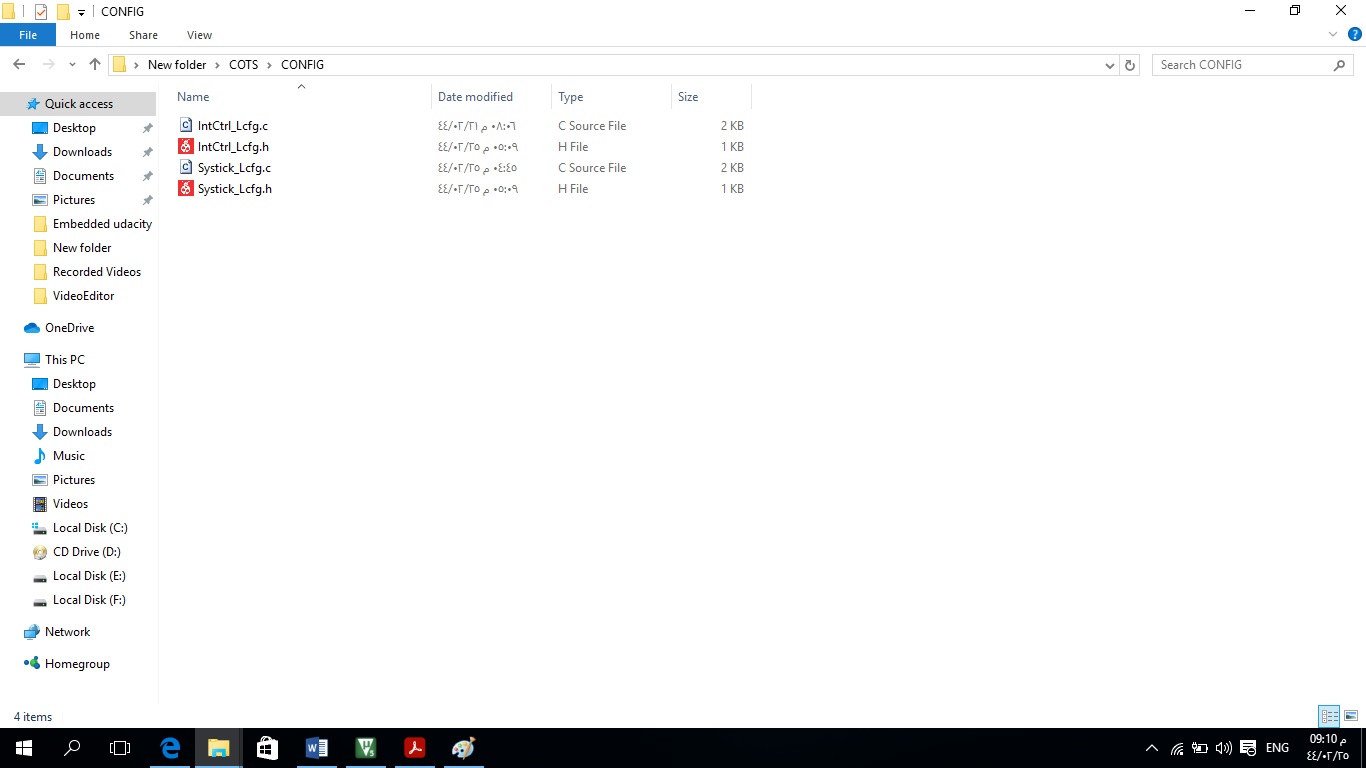 CONFIG
File Home Share View
New folder COTS CONFIG Search CONFIG
Name Date modified Type Size
IntCtrl_Lcfg.c ٤٤/٠٢/٢١ م ٠٨:٠٦ C Source File 2 KB
IntCtrl_Lcfg.h ٤٤/٠٢/٢٥ م ٠٥:٠٩ H File 1 KB
Systick_Lcfg.c ٤٤/٠٢/٢٥ م ٠٤:٤٥ C Source File 2 KB
Systick_Lcfg.h ٤٤/٠٢/٢٥ م ٠٥:٠٩ H File 1 KB
Quick access
Desktop
Downloads
Documents
Pictures
Embedded udacity
New folder
Recorded Videos
VideoEditor
OneDrive
This PC
Desktop
Documents
Downloads
Music
Pictures
Videos
Local Disk (C:)
CD Drive (D:)
Local Disk (E:)
Local Disk (F:)
Network
Homegroup
4 items
ENG 09:10 م
٤٤/٠٢/٢٥